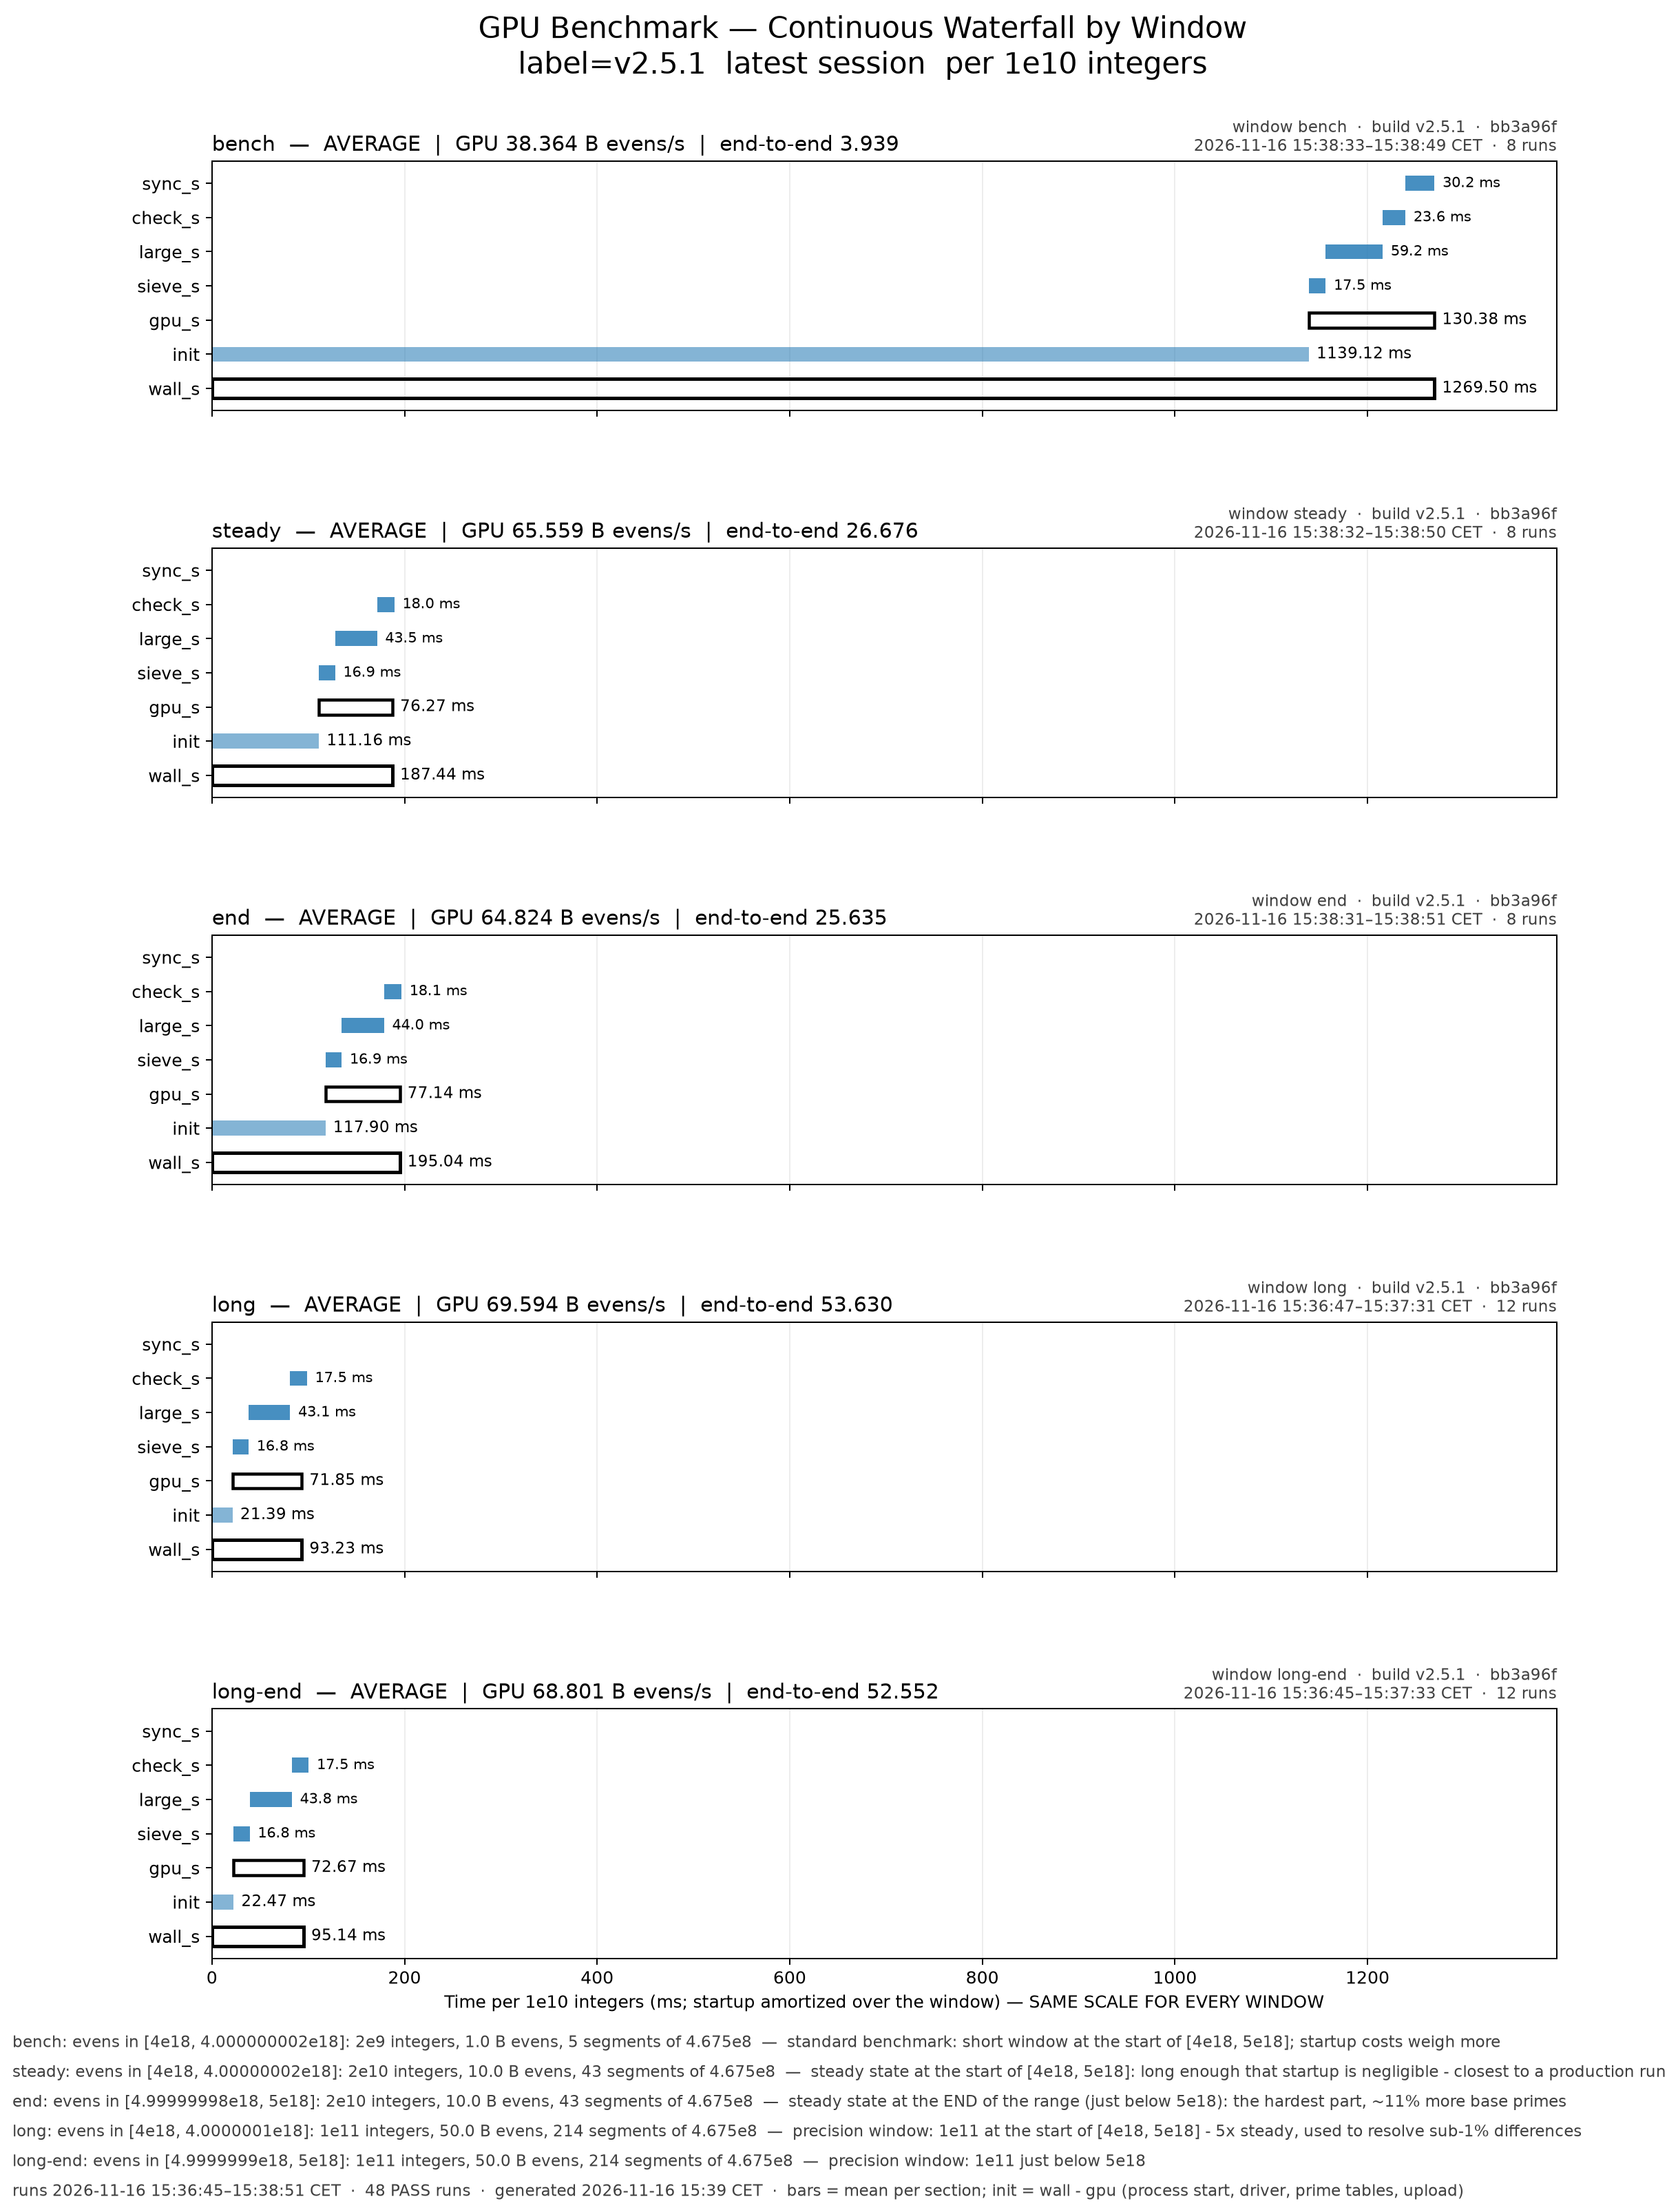 GPU Benchmark — Continuous Waterfall by Window
label=v2.5.1 latest session per 1e10 integers
bench — AVERAGE | GPU 38.364 B evens/s | end-to-end 3.939
window bench · build v2.5.1 · bb3a96f
2026-11-16 15:38:33–15:38:49 CET · 8 runs
sync_s 30.2 ms
check_s 23.6 ms
large_s 59.2 ms
sieve_s 17.5 ms
gpu_s 130.38 ms
init 1139.12 ms
wall_s 1269.50 ms
steady — AVERAGE | GPU 65.559 B evens/s | end-to-end 26.676
window steady · build v2.5.1 · bb3a96f
2026-11-16 15:38:32–15:38:50 CET · 8 runs
sync_s
check_s 18.0 ms
large_s 43.5 ms
sieve_s 16.9 ms
gpu_s 76.27 ms
init 111.16 ms
wall_s 187.44 ms
end — AVERAGE | GPU 64.824 B evens/s | end-to-end 25.635
window end · build v2.5.1 · bb3a96f
2026-11-16 15:38:31–15:38:51 CET · 8 runs
sync_s
check_s 18.1 ms
large_s 44.0 ms
sieve_s 16.9 ms
gpu_s 77.14 ms
init 117.90 ms
wall_s 195.04 ms
long — AVERAGE | GPU 69.594 B evens/s | end-to-end 53.630
window long · build v2.5.1 · bb3a96f
2026-11-16 15:36:47–15:37:31 CET · 12 runs
sync_s
check_s 17.5 ms
large_s 43.1 ms
sieve_s 16.8 ms
gpu_s 71.85 ms
init 21.39 ms
wall_s 93.23 ms
long-end — AVERAGE | GPU 68.801 B evens/s | end-to-end 52.552
window long-end · build v2.5.1 · bb3a96f
2026-11-16 15:36:45–15:37:33 CET · 12 runs
sync_s
check_s 17.5 ms
large_s 43.8 ms
sieve_s 16.8 ms
gpu_s 72.67 ms
init 22.47 ms
wall_s 95.14 ms
0 200 400 600 800 1000 1200
Time per 1e10 integers (ms; startup amortized over the window) — SAME SCALE FOR EVERY WINDOW
bench: evens in [4e18, 4.000000002e18]: 2e9 integers, 1.0 B evens, 5 segments of 4.675e8 — standard benchmark: short window at the start of [4e18, 5e18]; startup costs weigh more
steady: evens in [4e18, 4.00000002e18]: 2e10 integers, 10.0 B evens, 43 segments of 4.675e8 — steady state at the start of [4e18, 5e18]: long enough that startup is negligible - closest to a production run
end: evens in [4.99999998e18, 5e18]: 2e10 integers, 10.0 B evens, 43 segments of 4.675e8 — steady state at the END of the range (just below 5e18): the hardest part, ~11% more base primes
long: evens in [4e18, 4.0000001e18]: 1e11 integers, 50.0 B evens, 214 segments of 4.675e8 — precision window: 1e11 at the start of [4e18, 5e18] - 5x steady, used to resolve sub-1% differences
long-end: evens in [4.9999999e18, 5e18]: 1e11 integers, 50.0 B evens, 214 segments of 4.675e8 — precision window: 1e11 just below 5e18
runs 2026-11-16 15:36:45–15:38:51 CET · 48 PASS runs · generated 2026-11-16 15:39 CET · bars = mean per section; init = wall - gpu (process start, driver, prime tables, upload)